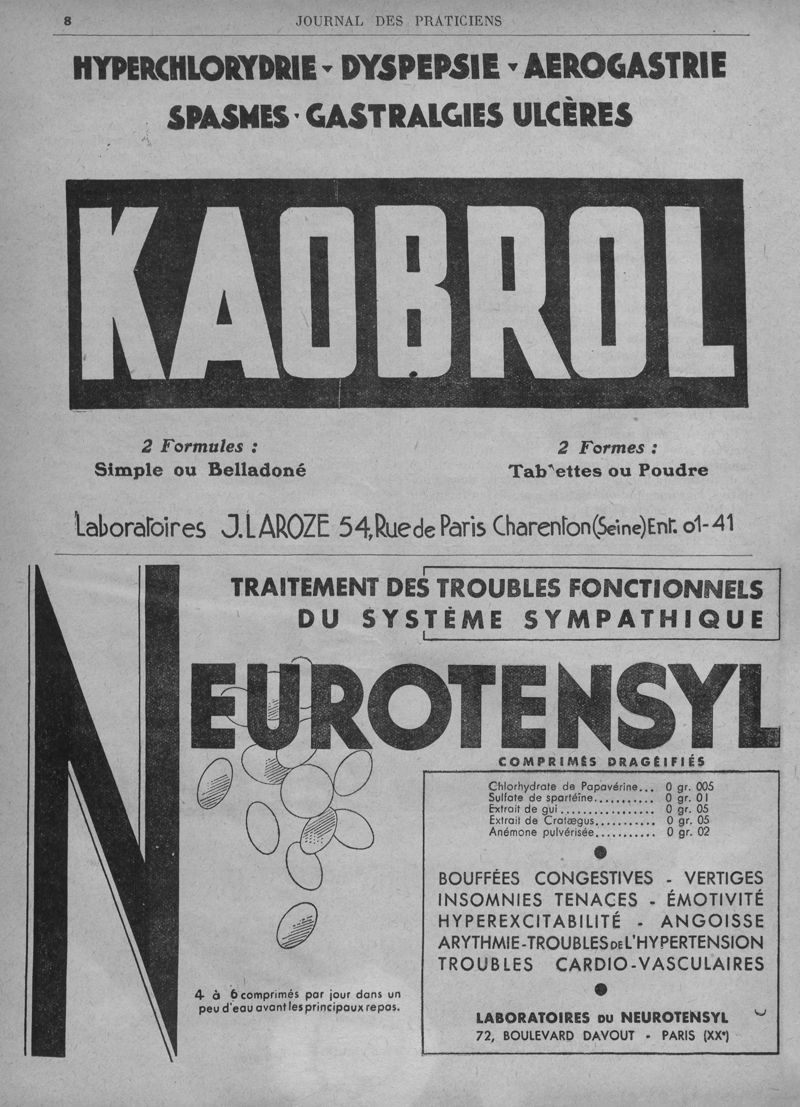 8
JOURNAL DES PRATICIENS
HYPERCHLORYDRIE - DYSPEPSIE - AEROGASTRIE
SPASMES · GASTRALGIES ULCÈRES
KAOBROL
2 Formules :
Simple ou Belladoné
2 Formes :
Tab`ettes ou Poudre
Laboratoires J. LAROZE 54, Rue de Paris Charenton (Seine) Ent. 01-41
TRAITEMENT DES TROUBLES FONCTIONNELS
DU SYSTÈME SYMPATHIQUE
NEUROTENSYL
COMPRIMÉS DRAGÉIFIÉS
Chlorhydrate de Papavérine... 0 gr. 005
Sulfate de spartéine........... 0 gr. 01
Extrait de gui................. 0 gr. 05
Extrait de Cratœgus........... 0 gr. 05
Anémone pulvérisée........... 0 gr. 02
BOUFFÉES CONGESTIVES - VERTIGES
INSOMNIES TENACES - ÉMOTIVITÉ
HYPEREXCITABILITÉ - ANGOISSE
ARYTHMIE-TROUBLES DE L'HYPERTENSION
TROUBLES CARDIO-VASCULAIRES
4 à 6 comprimés par jour dans un
peu d'eau avant les principaux repas.
LABORATOIRES DU NEUROTENSYL
72, BOULEVARD DAVOUT - PARIS (XXe)